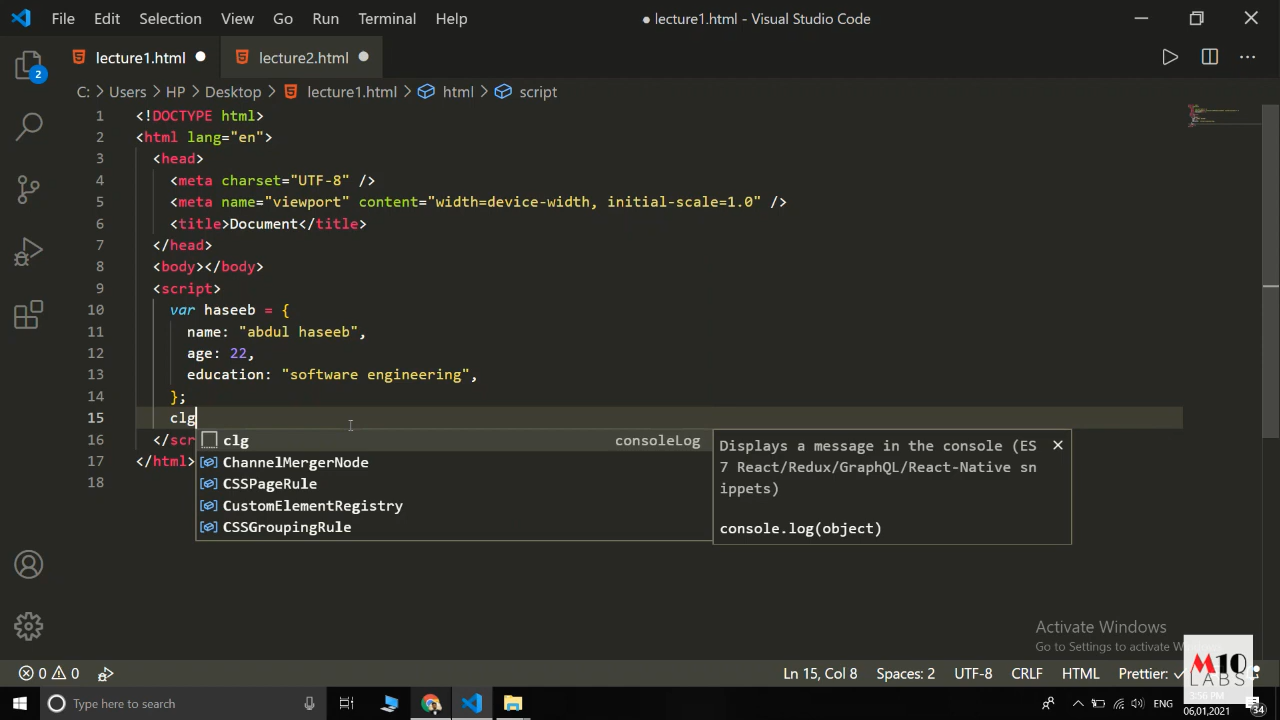 File Edit Selection View Go Run Terminal Help ● lecture1.html - Visual Studio Code
lecture1.html lecture2.html
2
C: > Users > HP > Desktop > lecture1.html > html > script
1 <!DOCTYPE html>
2 <html lang="en">
3 <head>
4 <meta charset="UTF-8" />
5 <meta name="viewport" content="width=device-width, initial-scale=1.0" />
6 <title>Document</title>
7 </head>
8 <body></body>
9 <script>
10 var haseeb = {
11 name: "abdul haseeb",
12 age: 22,
13 education: "software engineering",
14 };
15 clg
16 </scr
17 </html>
18
clg consoleLog
ChannelMergerNode
CSSPageRule
CustomElementRegistry
CSSGroupingRule
Displays a message in the console (ES
7 React/Redux/GraphQL/React-Native sn
ippets)
console.log(object)
Activate Windows
Go to Settings to activate W
M10
LABS
0 0 Ln 15, Col 8 Spaces: 2 UTF-8 CRLF HTML Prettier: ✓
Type here to search
ENG
3:56 PM
06,01,2021
34